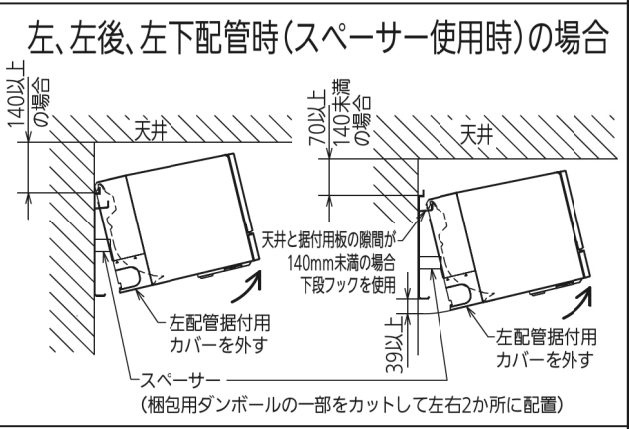 左、左後、左下配管時(スペーサー使用時)の場合
140以上
の場合
天井
70以上
140未満
の場合
天井
天井と据付用板の隙間が
140mm未満の場合
下段フックを使用
39以上
左配管据付用
カバーを外す
左配管据付用
カバーを外す
スペーサー
(梱包用ダンボールの一部をカットして左右2か所に配置)